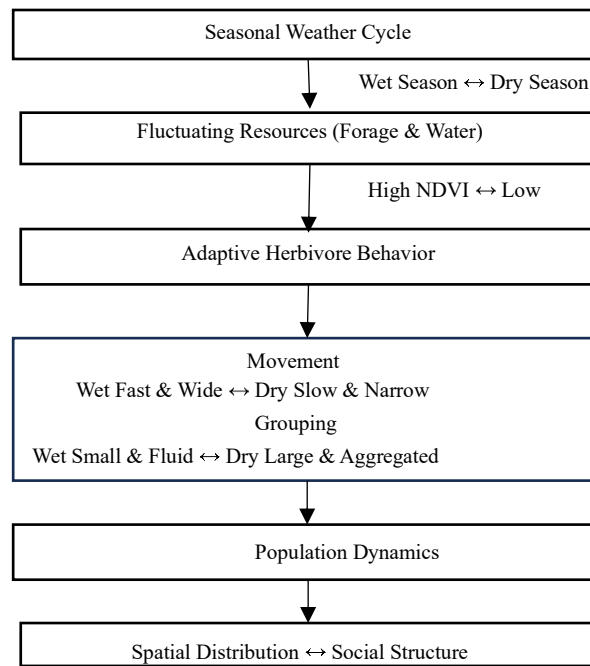 Seasonal Weather Cycle
Wet Season ↔ Dry Season
Fluctuating Resources (Forage & Water)
High NDVI ↔ Low
Adaptive Herbivore Behavior
Movement
Wet Fast & Wide ↔ Dry Slow & Narrow
Grouping
Wet Small & Fluid ↔ Dry Large & Aggregated
Population Dynamics
Spatial Distribution ↔ Social Structure